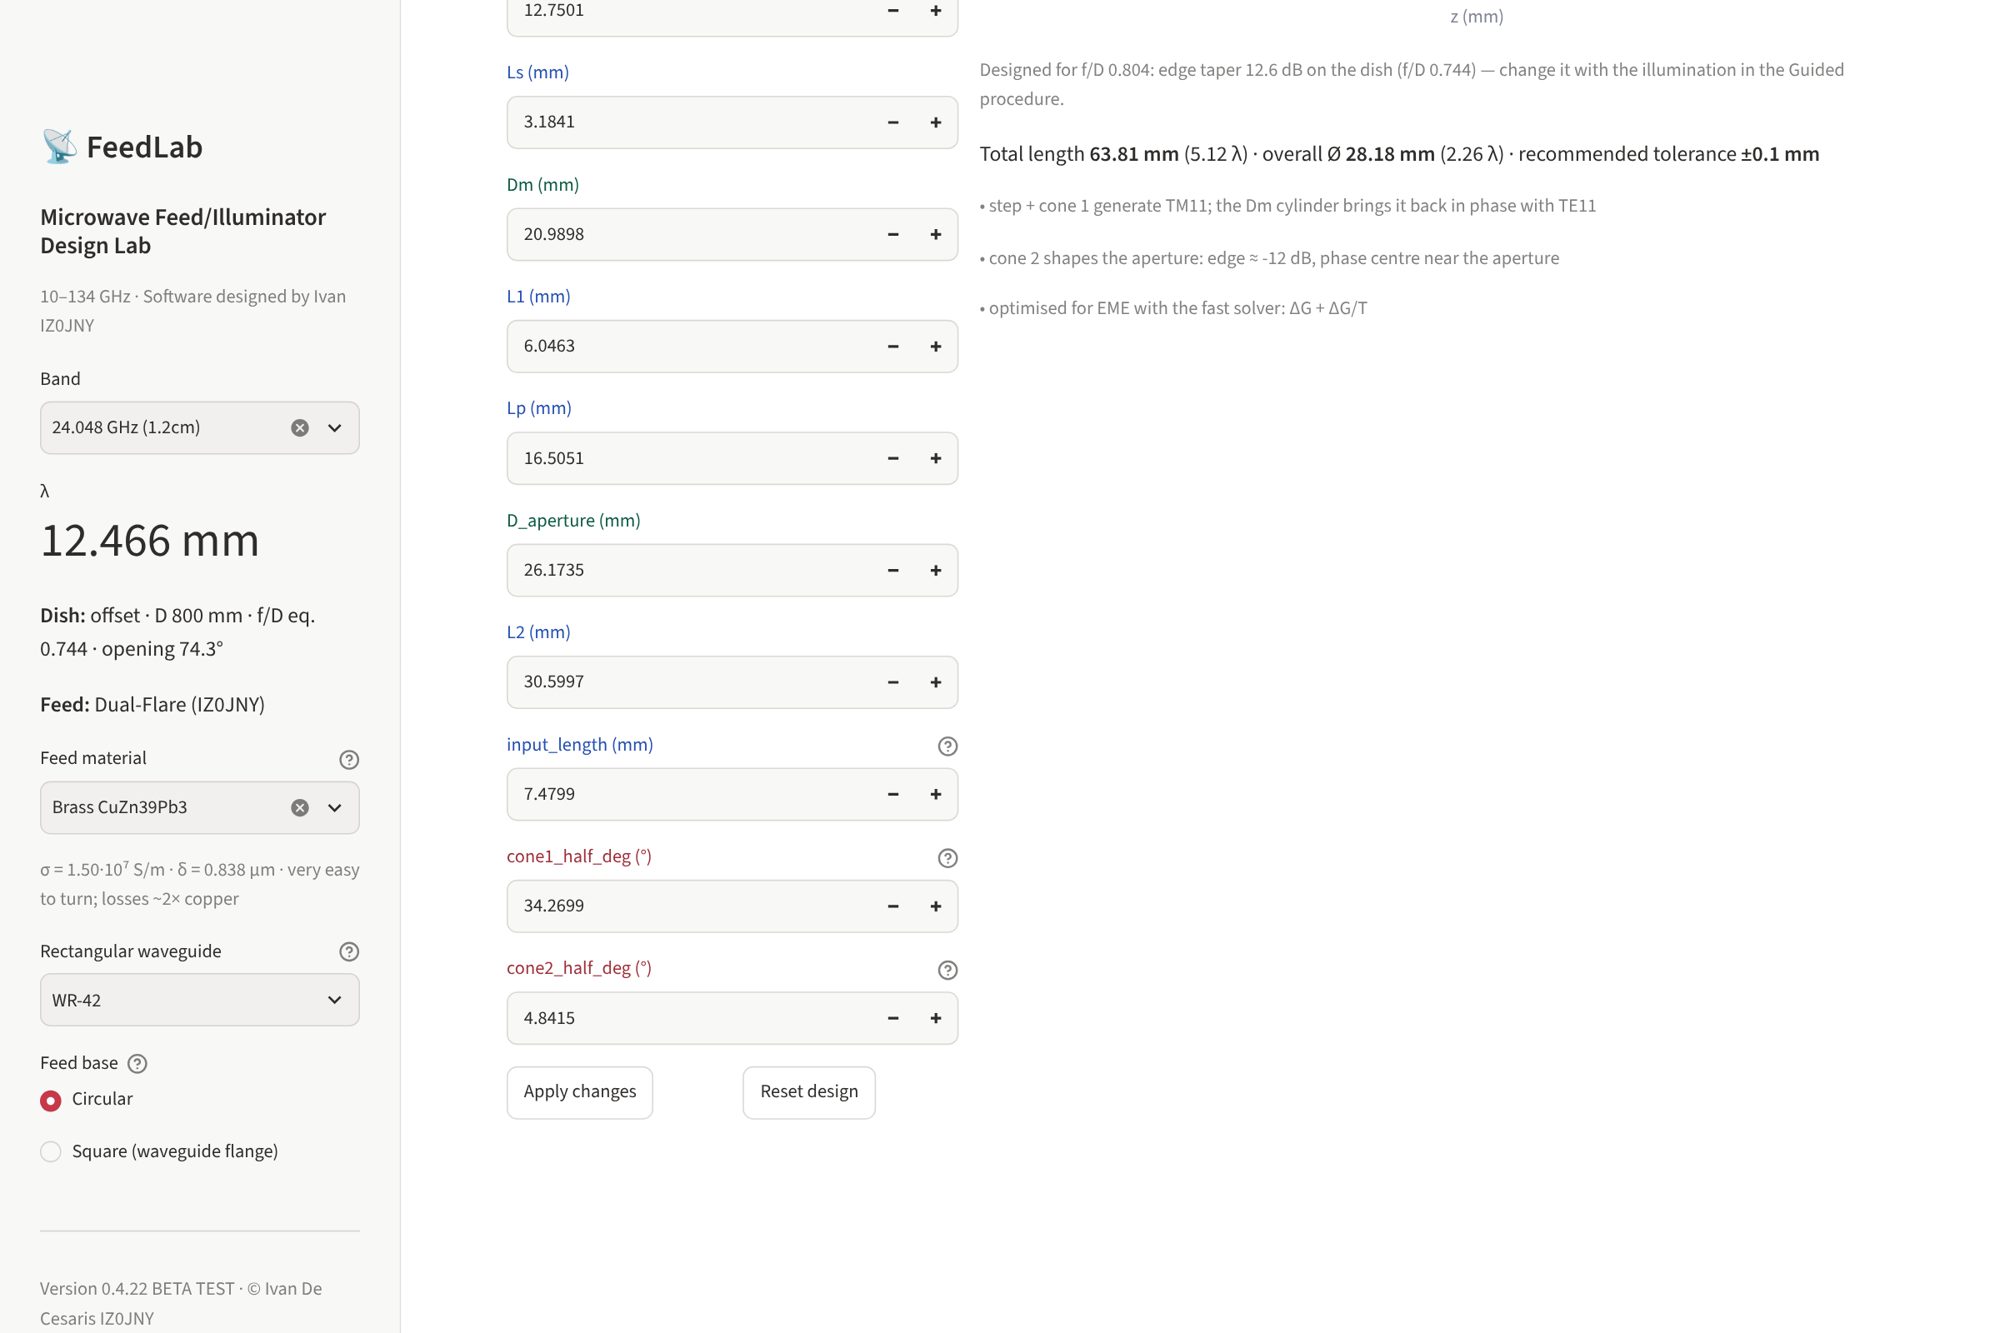 📡 FeedLab
Microwave Feed/Illuminator
Design Lab
10–134 GHz · Software designed by Ivan
IZ0JNY
Band
24.048 GHz (1.2cm)
λ
12.466 mm
Dish: offset · D 800 mm · f/D eq.
0.744 · opening 74.3°
Feed: Dual-Flare (IZ0JNY)
Feed material
Brass CuZn39Pb3
σ = 1.50·10⁷ S/m · δ = 0.838 µm · very easy
to turn; losses ~2× copper
Rectangular waveguide
WR-42
Feed base
Circular
Square (waveguide flange)
Version 0.4.22 BETA TEST · © Ivan De
Cesaris IZ0JNY
12.7501
Ls (mm)
3.1841
Dm (mm)
20.9898
L1 (mm)
6.0463
Lp (mm)
16.5051
D_aperture (mm)
26.1735
L2 (mm)
30.5997
input_length (mm)
7.4799
cone1_half_deg (°)
34.2699
cone2_half_deg (°)
4.8415
Apply changes
Reset design
z (mm)
Designed for f/D 0.804: edge taper 12.6 dB on the dish (f/D 0.744) — change it with the illumination in the Guided
procedure.
Total length 63.81 mm (5.12 λ) · overall Ø 28.18 mm (2.26 λ) · recommended tolerance ±0.1 mm
• step + cone 1 generate TM11; the Dm cylinder brings it back in phase with TE11
• cone 2 shapes the aperture: edge ≈ -12 dB, phase centre near the aperture
• optimised for EME with the fast solver: ΔG + ΔG/T